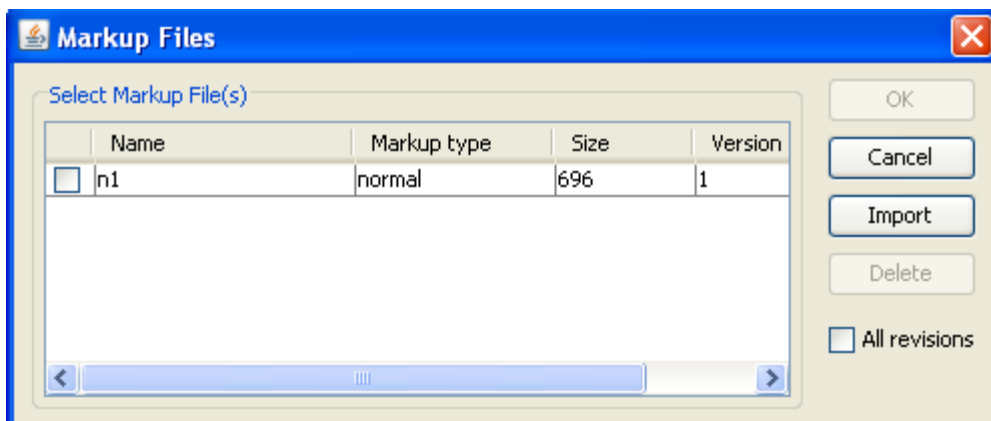 Markup Files
Select Markup File(s)
OK
Name Markup type Size Version
Cancel
n1 normal 696 1
Import
Delete
All revisions